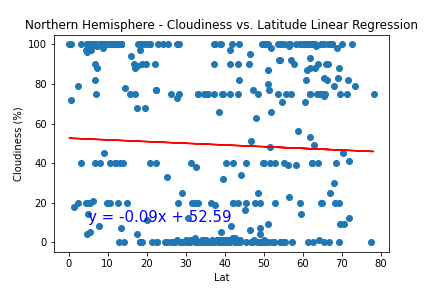 Northern Hemisphere - Cloudiness vs. Latitude Linear Regression
100
80
60
40
20
0
Cloudiness (%)
y = -0.09x + 52.59
0 10 20 30 40 50 60 70 80
Lat